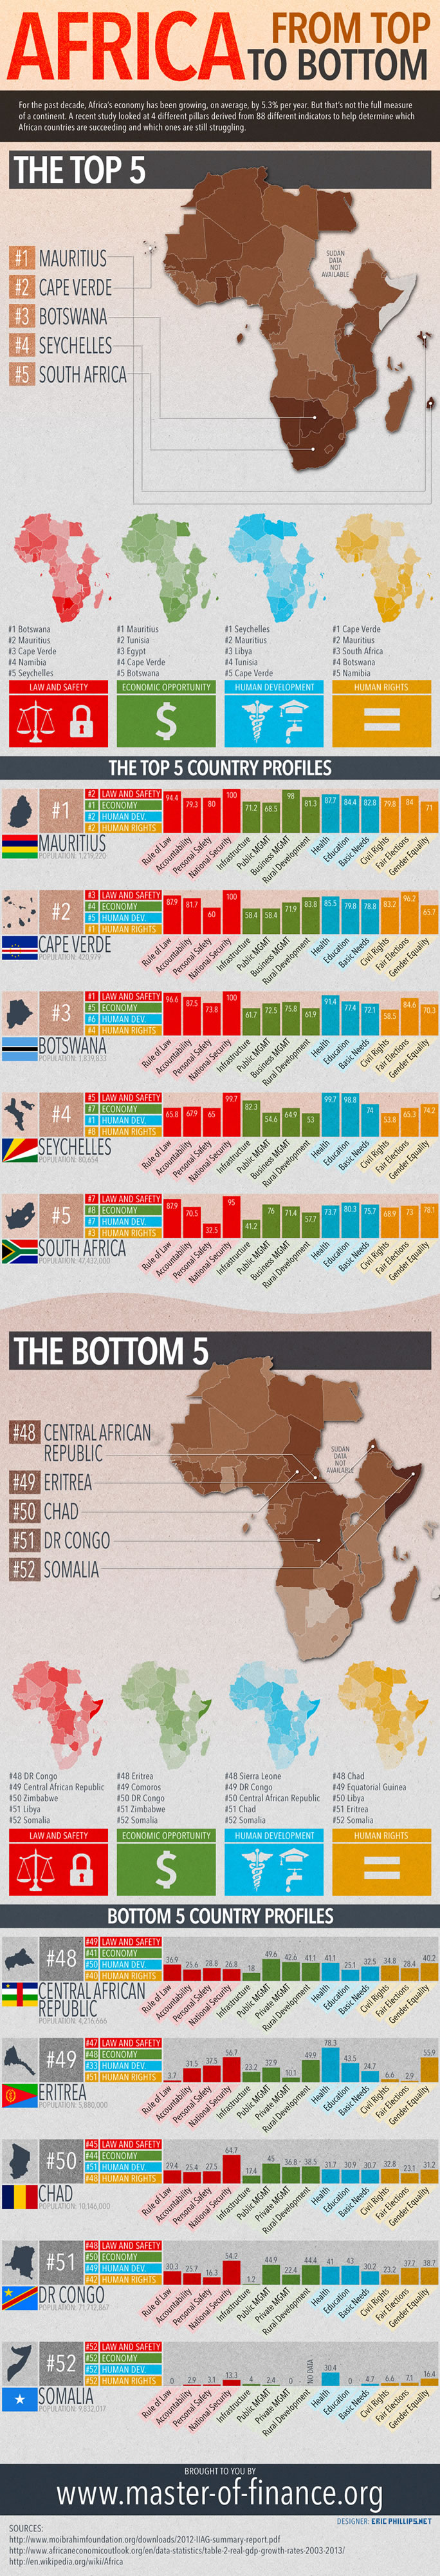 AFRICA
FROM TOP
TO BOTTOM
For the past decade, Africa's economy has been growing, on average, by 5.3% per year. But that's not the full measure
of a continent. A recent study looked at 4 different pillars derived from 88 different indicators to help determine which
African countries are succeeding and which ones are still struggling.
THE TOP 5
SUDAN
DATA
NOT
AVAILABLE
#1 MAURITIUS
#2 CAPE VERDE
#3 BOTSWANA
#4 SEYCHELLES
#5 SOUTH AFRICA
#1 Botswana
#2 Mauritius
#3 Cape Verde
#4 Namibia
#5 Seychelles
LAW AND SAFETY
#1 Mauritius
#2 Tunisia
#3 Egypt
#4 Cape Verde
#5 Botswana
ECONOMIC OPPORTUNITY
$
#1 Seychelles
#2 Mauritius
#3 Libya
#4 Tunisia
#5 Cape Verde
HUMAN DEVELOPMENT
#1 Cape Verde
#2 Mauritius
#3 South Africa
#4 Botswana
#5 Namibia
HUMAN RIGHTS
THE TOP 5 COUNTRY PROFILES
#1
MAURITIUS
POPULATION: 1,219,220
#2 LAW AND SAFETY
#1 ECONOMY
#2 HUMAN DEV.
#2 HUMAN RIGHTS
94.4 79.3 80 100 71.2 68.5 98 81.3 87.7 84.4 82.8 79.8 84 71
Rule of Law Accountability Personal Safety National Security Infrastructure Public MGMT Business MGMT Rural Development Health Education Basic Needs Civil Rights Fair Elections Gender Equality
#2
CAPE VERDE
POPULATION: 420,979
#3 LAW AND SAFETY
#4 ECONOMY
#5 HUMAN DEV.
#1 HUMAN RIGHTS
87.9 81.7 60 100 58.4 58.4 71.9 83.8 85.5 79.8 78.8 83.2 96.2 65.7
Rule of Law Accountability Personal Safety National Security Infrastructure Public MGMT Business MGMT Rural Development Health Education Basic Needs Civil Rights Fair Elections Gender Equality
#3
BOTSWANA
POPULATION: 1,839,833
#1 LAW AND SAFETY
#5 ECONOMY
#6 HUMAN DEV.
#4 HUMAN RIGHTS
96.6 87.5 73.8 100 61.7 72.5 75.8 61.9 91.4 77.4 72.1 58.5 84.6 70.3
Rule of Law Accountability Personal Safety National Security Infrastructure Public MGMT Business MGMT Rural Development Health Education Basic Needs Civil Rights Fair Elections Gender Equality
#4
SEYCHELLES
POPULATION: 80,654
#5 LAW AND SAFETY
#7 ECONOMY
#1 HUMAN DEV.
#8 HUMAN RIGHTS
65.8 67.9 65 99.7 82.3 54.6 64.9 53 99.7 98.8 74 53.8 65.3 74.2
Rule of Law Accountability Personal Safety National Security Infrastructure Public MGMT Business MGMT Rural Development Health Education Basic Needs Civil Rights Fair Elections Gender Equality
#5
SOUTH AFRICA
POPULATION: 47,432,000
#7 LAW AND SAFETY
#8 ECONOMY
#7 HUMAN DEV.
#3 HUMAN RIGHTS
87.9 70.5 32.5 95 41.2 76 71.4 57.7 73.7 80.3 75.7 68.9 73 78.1
Rule of Law Accountability Personal Safety National Security Infrastructure Public MGMT Business MGMT Rural Development Health Education Basic Needs Civil Rights Fair Elections Gender Equality
THE BOTTOM 5
SUDAN
DATA
NOT
AVAILABLE
#48 CENTRAL AFRICAN
REPUBLIC
#49 ERITREA
#50 CHAD
#51 DR CONGO
#52 SOMALIA
#48 DR Congo
#49 Central African Republic
#50 Zimbabwe
#51 Libya
#52 Somalia
LAW AND SAFETY
#48 Eritrea
#49 Comoros
#50 DR Congo
#51 Zimbabwe
#52 Somalia
ECONOMIC OPPORTUNITY
$
#48 Sierra Leone
#49 DR Congo
#50 Central African Republic
#51 Chad
#52 Somalia
HUMAN DEVELOPMENT
#48 Chad
#49 Equatorial Guinea
#50 Libya
#51 Eritrea
#52 Somalia
HUMAN RIGHTS
BOTTOM 5 COUNTRY PROFILES
#48
CENTRAL AFRICAN
REPUBLIC
POPULATION: 4,216,666
#49 LAW AND SAFETY
#41 ECONOMY
#50 HUMAN DEV.
#40 HUMAN RIGHTS
36.9 25.6 28.8 26.8 18 49.6 42.6 41.1 41.1 25.1 32.5 34.8 28.4 40.2
Rule of Law Accountability Personal Safety National Security Infrastructure Public MGMT Private MGMT Rural Development Health Education Basic Needs Civil Rights Fair Elections Gender Equality
#49
ERITREA
POPULATION: 5,880,000
#47 LAW AND SAFETY
#48 ECONOMY
#33 HUMAN DEV.
#51 HUMAN RIGHTS
3.7 31.5 37.5 56.7 23.2 32.9 10.1 49.9 78.3 43.5 24.7 6.6 2.9 55.9
Rule of Law Accountability Personal Safety National Security Infrastructure Public MGMT Private MGMT Rural Development Health Education Basic Needs Civil Rights Fair Elections Gender Equality
#50
CHAD
POPULATION: 10,146,000
#45 LAW AND SAFETY
#44 ECONOMY
#51 HUMAN DEV.
#48 HUMAN RIGHTS
29.4 25.4 27.5 64.7 17.4 45 36.8 38.5 31.7 30.9 30.7 32.8 23.1 31.2
Rule of Law Accountability Personal Safety National Security Infrastructure Public MGMT Private MGMT Rural Development Health Education Basic Needs Civil Rights Fair Elections Gender Equality
#51
DR CONGO
POPULATION: 71,712,867
#48 LAW AND SAFETY
#50 ECONOMY
#49 HUMAN DEV.
#42 HUMAN RIGHTS
30.3 25.7 16.3 54.2 1.2 44.9 22.4 44.4 41 43 30.2 23.2 37.7 38.7
Rule of Law Accountability Personal Safety National Security Infrastructure Public MGMT Private MGMT Rural Development Health Education Basic Needs Civil Rights Fair Elections Gender Equality
#52
SOMALIA
POPULATION: 9,832,017
#52 LAW AND SAFETY
#52 ECONOMY
#52 HUMAN DEV.
#52 HUMAN RIGHTS
0 2.9 3.1 13.3 4 2.4 0 NO DATA 30.4 0 4.7 6.6 7.1 16.4
Rule of Law Accountability Personal Safety National Security Infrastructure Public MGMT Private MGMT Rural Development Health Education Basic Needs Civil Rights Fair Elections Gender Equality
BROUGHT TO YOU BY
www.master-of-finance.org
DESIGNER: ERIC PHILLIPS.NET
SOURCES:
http://www.moibrahimfoundation.org/downloads/2012-IIAG-summary-report.pdf
http://www.africaneconomicoutlook.org/en/data-statistics/table-2-real-gdp-growth-rates-2003-2013/
http://en.wikipedia.org/wiki/Africa